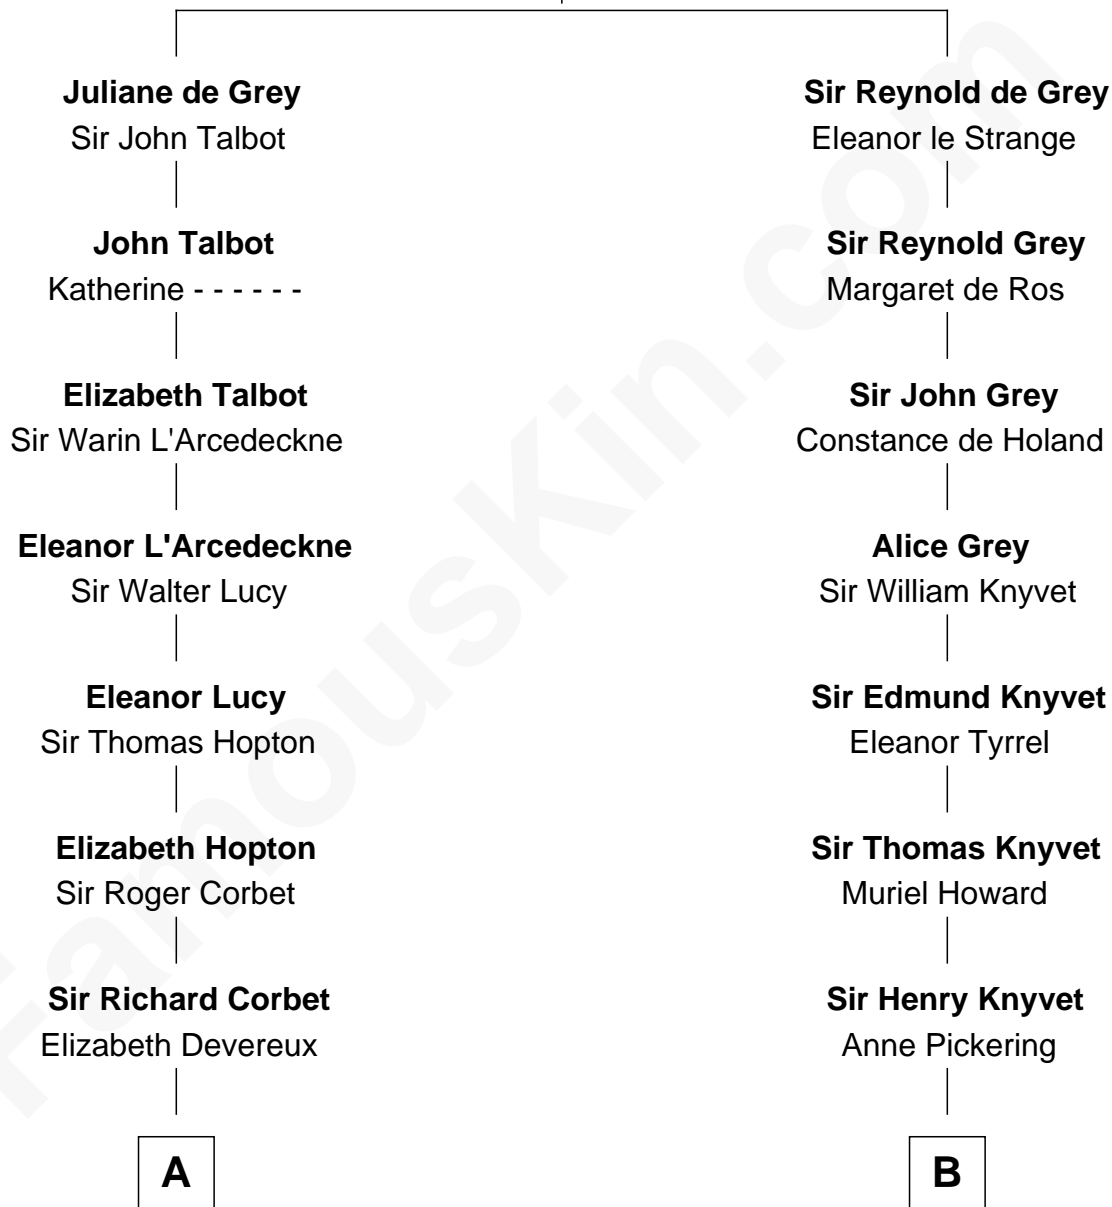 Juliane de Grey
Sir John Talbot
John Talbot
Katherine - - - - - -
Elizabeth Talbot
Sir Warin L'Arcedeckne
Eleanor L'Arcedeckne
Sir Walter Lucy
Eleanor Lucy
Sir Thomas Hopton
Elizabeth Hopton
Sir Roger Corbet
Sir Richard Corbet
Elizabeth Devereux
A
Sir Reynold de Grey
Eleanor le Strange
Sir Reynold Grey
Margaret de Ros
Sir John Grey
Constance de Holand
Alice Grey
Sir William Knyvet
Sir Edmund Knyvet
Eleanor Tyrrel
Sir Thomas Knyvet
Muriel Howard
Sir Henry Knyvet
Anne Pickering
B
FamousKin.com